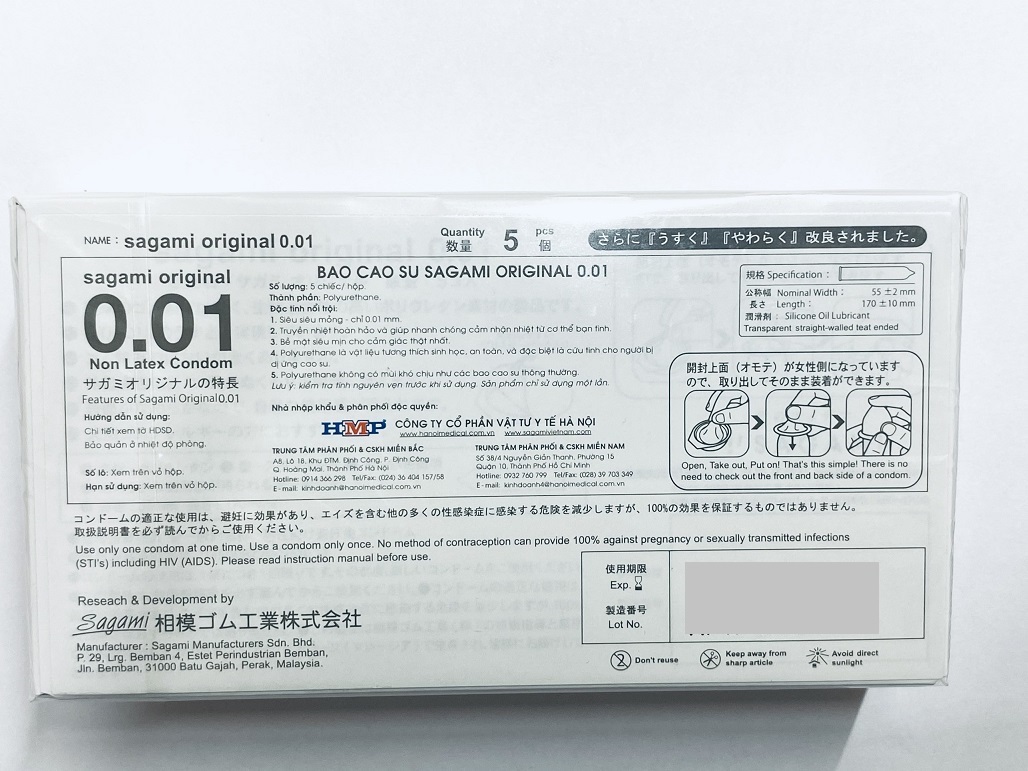 NAME : sagami original 0.01
Quantity 数量 5 pcs 個
さらに『うすく』『やわらく』改良されました。
sagami original
0.01
Non Latex Condom
サガミオリジナルの特長
Features of Sagami Original 0.01
Hướng dẫn sử dụng:
Chi tiết xem tờ HDSD.
Bảo quản ở nhiệt độ phòng.
Số lô: Xem trên vỏ hộp.
Hạn sử dụng: Xem trên vỏ hộp.
BAO CAO SU SAGAMI ORIGINAL 0.01
Số lượng: 5 chiếc/ hộp.
Thành phần: Polyurethane.
Đặc tính nổi trội:
1. Siêu siêu mỏng - chỉ 0.01 mm.
2. Truyền nhiệt hoàn hảo và giúp nhanh chóng cảm nhận nhiệt từ cơ thể bạn tình.
3. Bề mặt siêu mịn cho cảm giác thật nhất.
4. Polyurethane là vật liệu tương thích sinh học, an toàn, và đặc biệt là cứu tinh cho người bị
dị ứng cao su.
5. Polyurethane không có mùi khó chịu như các bao cao su thông thường.
Lưu ý: kiểm tra tính nguyên vẹn trước khi sử dụng. Sản phẩm chỉ sử dụng một lần.
Nhà nhập khẩu & phân phối độc quyền:
HMP CÔNG TY CỔ PHẦN VẬT TƯ Y TẾ HÀ NỘI
www.hanoimedical.com.vn www.sagamivietnam.com
TRUNG TÂM PHÂN PHỐI & CSKH MIỀN BẮC
A8, Lô 18, Khu ĐTM. Định Công, P. Định Công
Q. Hoàng Mai, Thành Phố Hà Nội
Hotline: 0914 366 298 Tel/Fax: (024) 36 404 157/58
E - mail: kinhdoanh@hanoimedical.com.vn
TRUNG TÂM PHÂN PHỐI & CSKH MIỀN NAM
Số 38/4 Nguyễn Giản Thanh, Phường 15
Quận 10, Thành Phố Hồ Chí Minh
Hotline: 0932 760 799 Tel/Fax: (028) 39 703 349
E - mail: kinhdoanh4@hanoimedical.com.vn
規格 Specification :
公称幅 Nominal Width : 55 ±2 mm
長さ Length : 170 ±10 mm
潤滑剤 : Silicone Oil Lubricant
Transparent straight-walled teat ended
開封上面（オモテ）が女性側になっています
ので、取り出してそのまま装着ができます。
Open, Take out, Put on! That's this simple! There is no
need to check out the front and back side of a condom.
コンドームの適正な使用は、避妊に効果があり、エイズを含む他の多くの性感染症に感染する危険を減少しますが、100%の効果を保証するものではありません。
取扱説明書を必ず読んでからご使用ください。
Use only one condom at one time. Use a condom only once. No method of contraception can provide 100% against pregnancy or sexually transmitted infections
(STI's) including HIV (AIDS). Please read instruction manual before use.
Reseach & Development by
Sagami 相模ゴム工業株式会社
Manufacturer : Sagami Manufacturers Sdn. Bhd.
P. 29, Lrg. Bemban 4, Estet Perindustrian Bemban,
Jln. Bemban, 31000 Batu Gajah, Perak, Malaysia.
使用期限
Exp.
製造番号
Lot No.
2 Don't reuse
Keep away from
sharp article
Avoid direct
sunlight